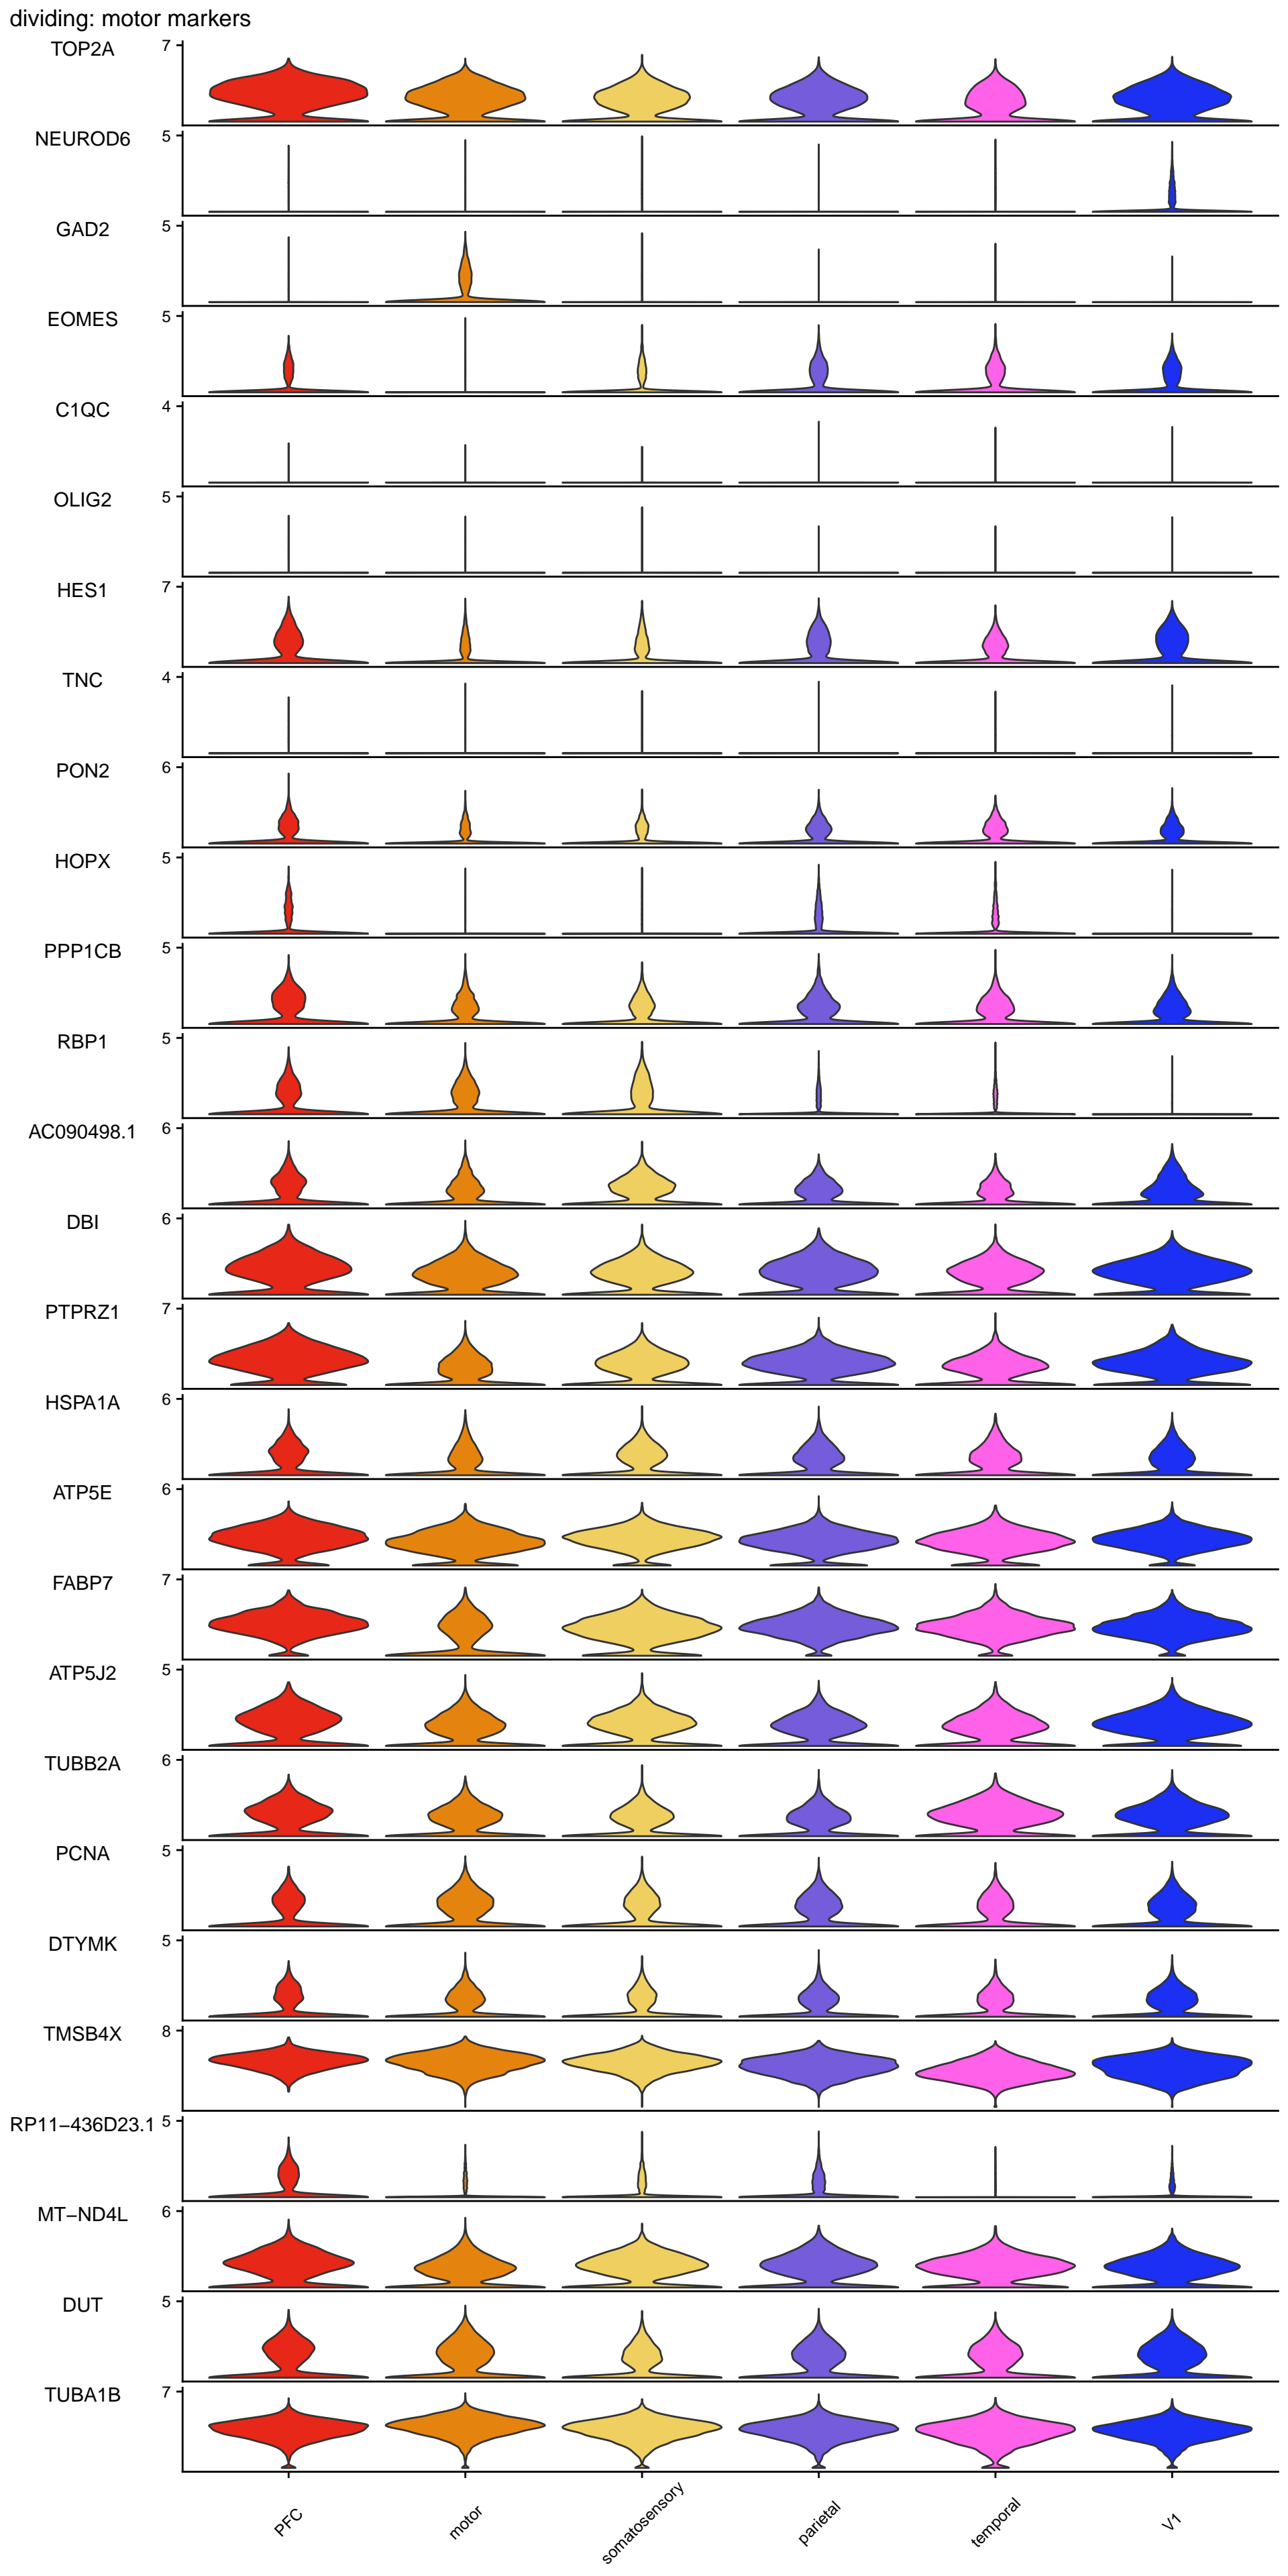 dividing: motor markers
TOP2A 7
NEUROD6 5
GAD2 5
EOMES 5
C1QC 4
OLIG2 5
HES1 7
TNC 4
PON2 6
HOPX 5
PPP1CB 5
RBP1 5
AC090498.1 6
DBI 6
PTPRZ1 7
HSPA1A 6
ATP5E 6
FABP7 7
ATP5J2 5
TUBB2A 6
PCNA 5
DTYMK 5
TMSB4X 8
RP11−436D23.1 5
MT−ND4L 6
DUT 5
TUBA1B 7
PFC motor somatosensory parietal temporal V1